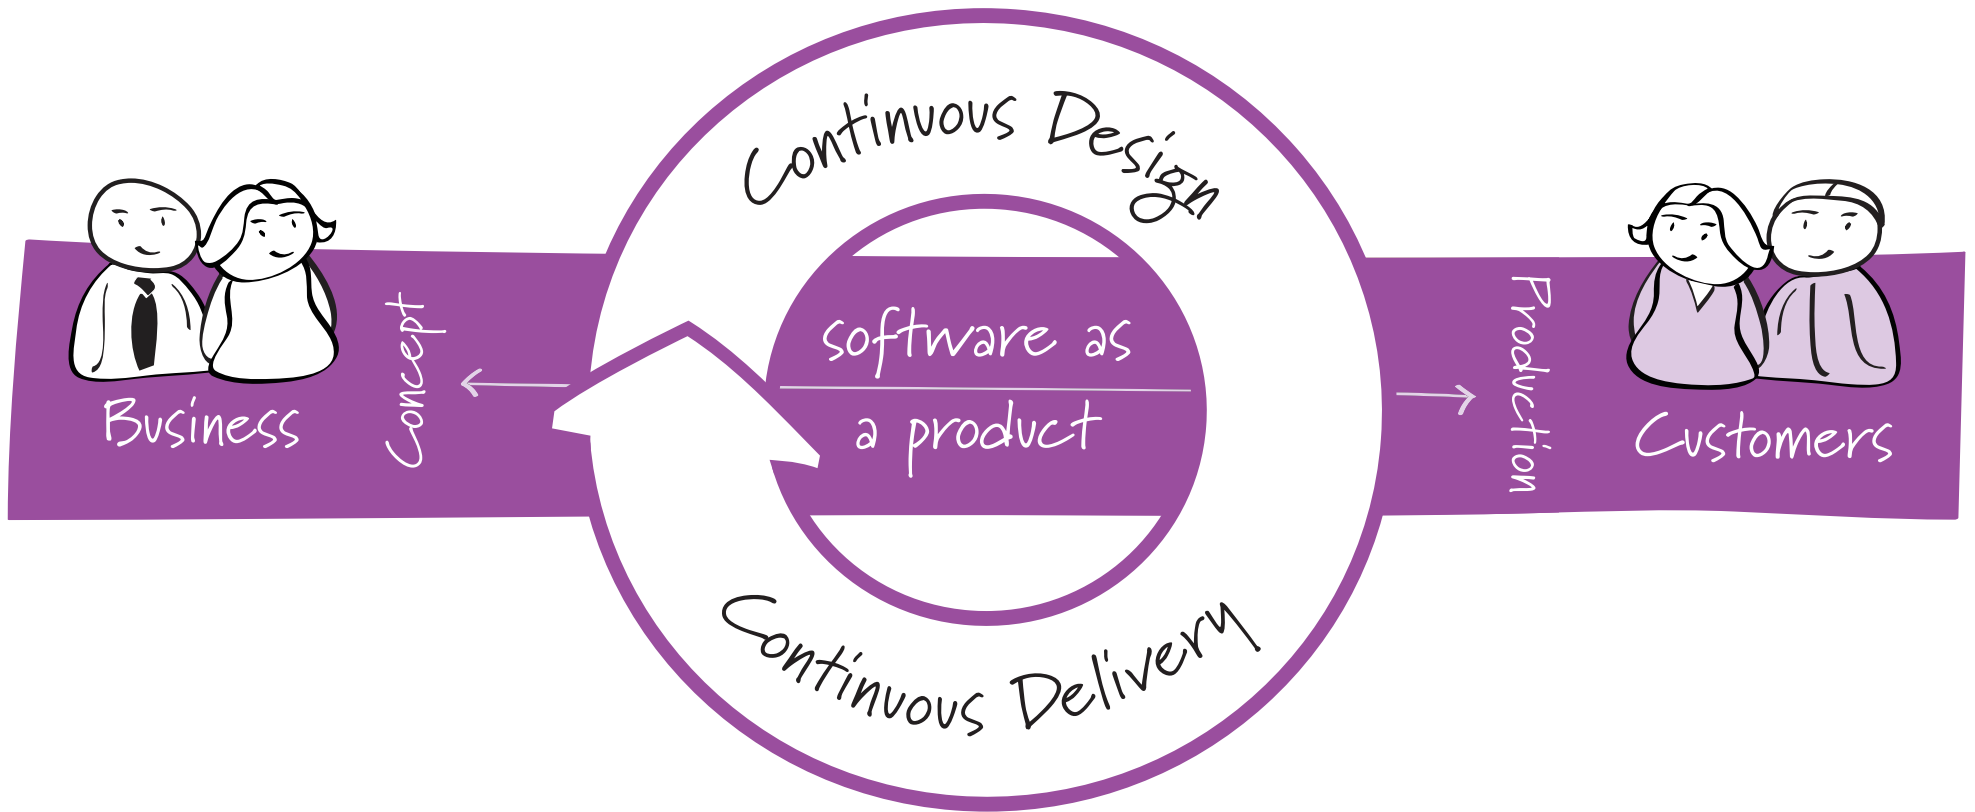 Continuous Design
Business
Concept
software as
a product
Production
Customers
Continuous Delivery